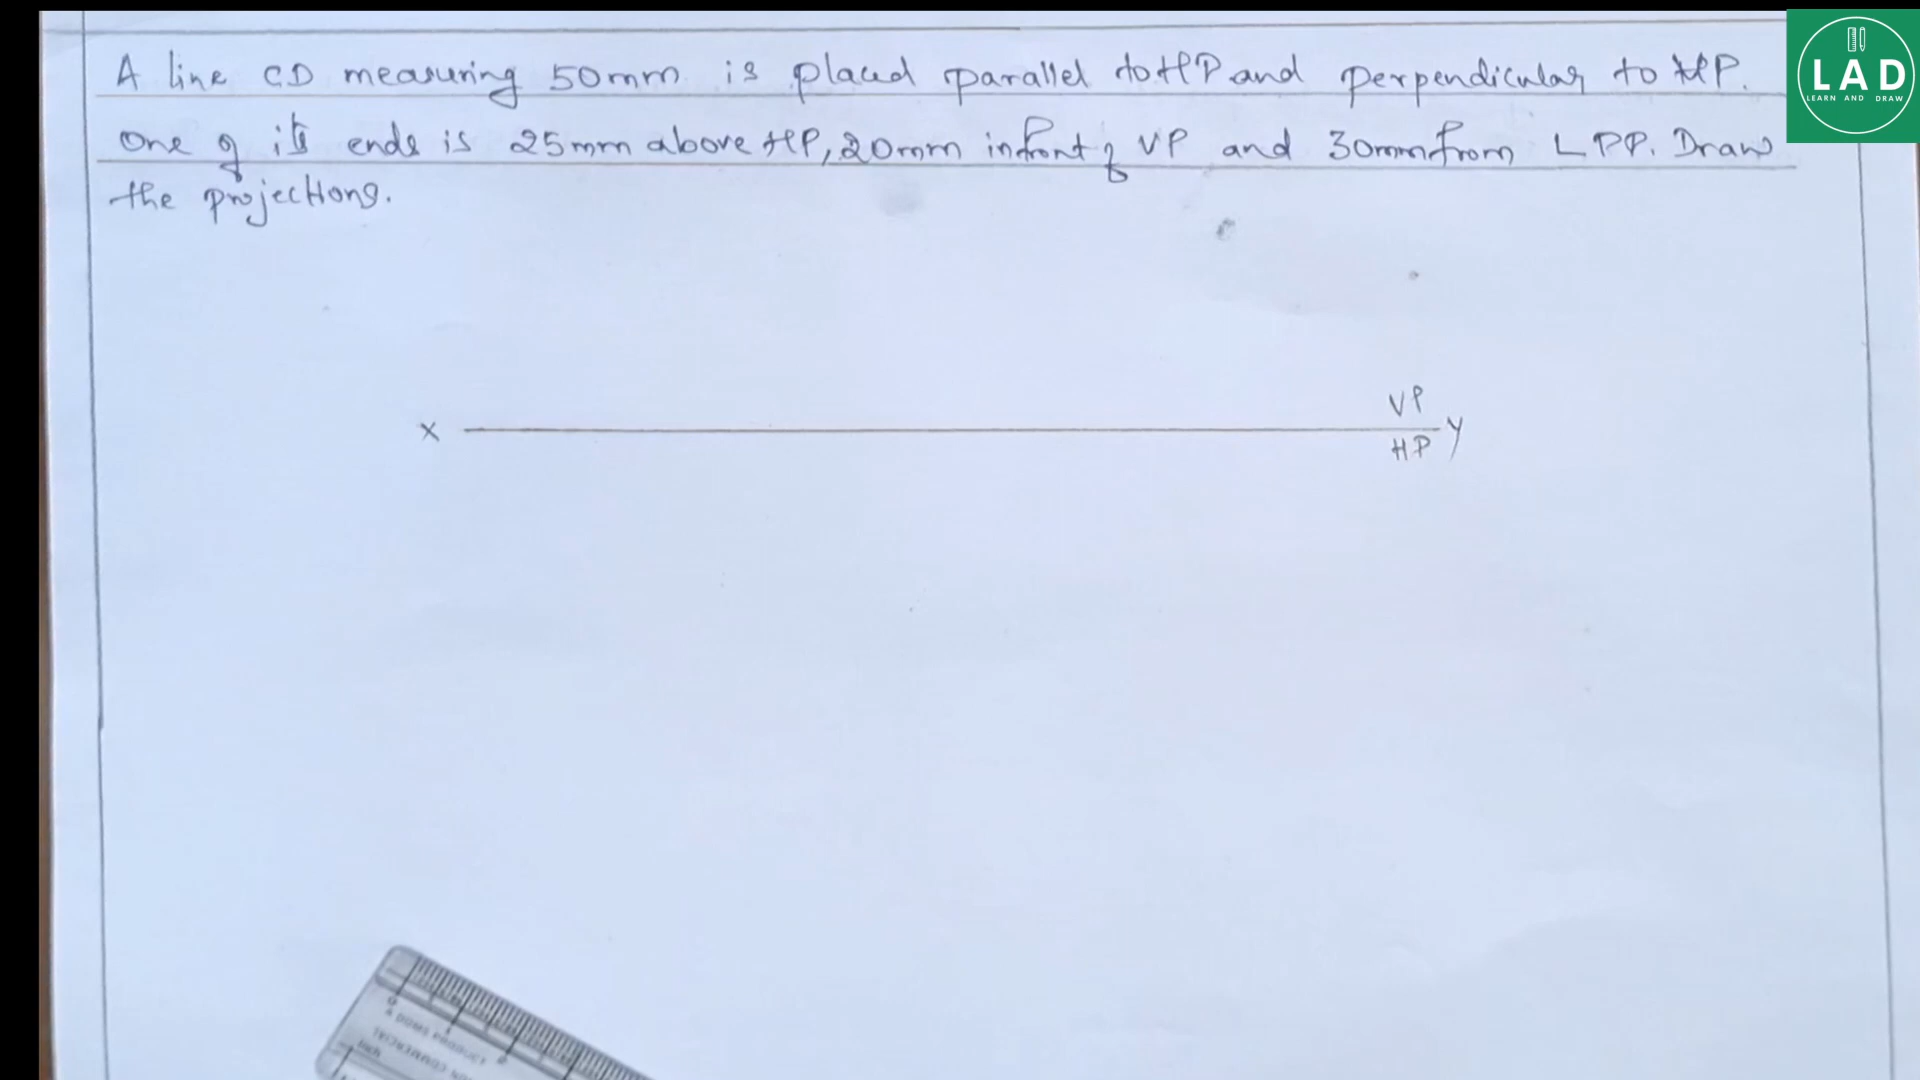 A line CD measuring 50mm is placed parallel to HP and perpendicular to HP.
One of its ends is 25mm above HP, 20mm infront of VP and 30mm from LPP. Draw
the projections.
LAD
LEARN AND DRAW
VP
X Y
HP